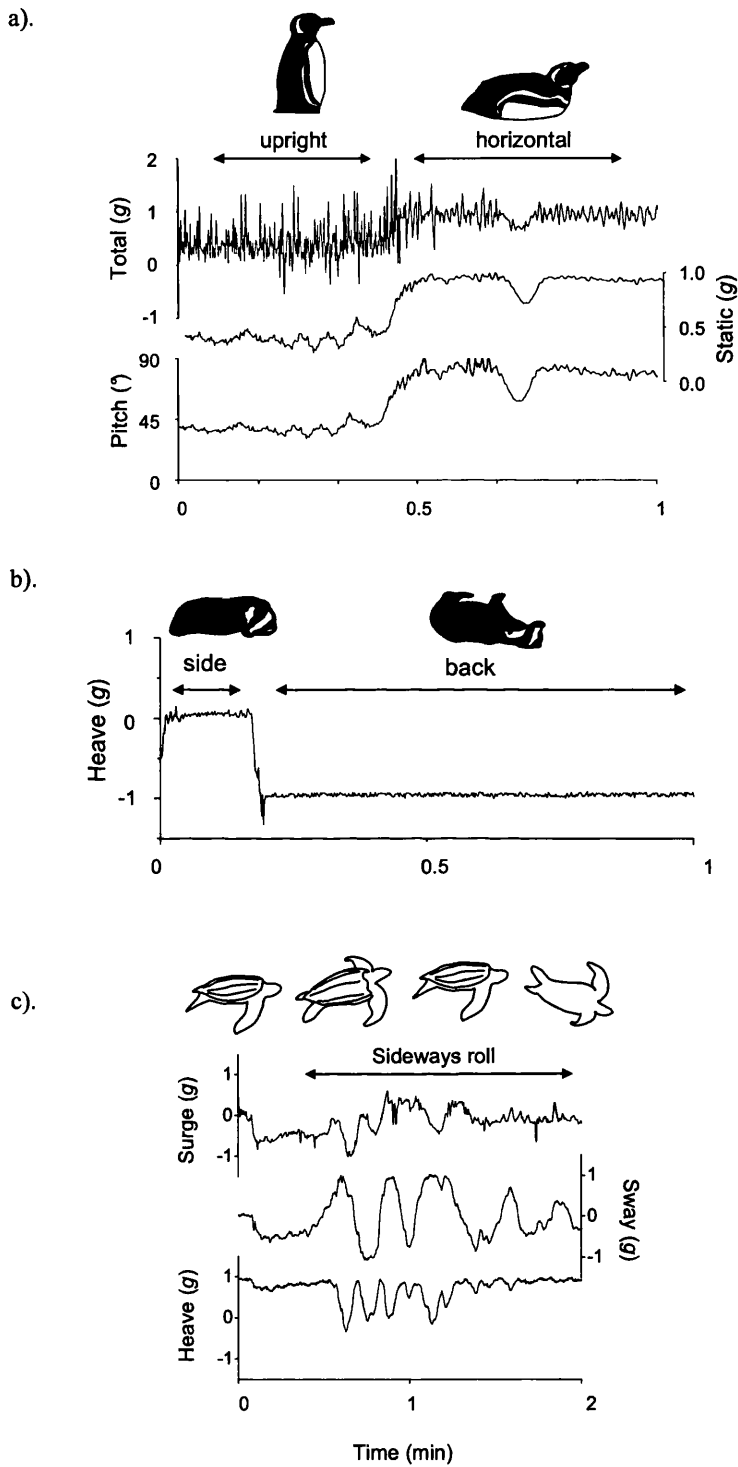 a).
upright horizontal
Total (g)
2
1
0
-1
Static (g)
1.0
0.5
0.0
Pitch (°)
90
45
0
0 0.5 1
b).
side back
Heave (g)
1
0
-1
0 0.5 1
c).
Sideways roll
Surge (g)
1
0
-1
Sway (g)
1
0
-1
Heave (g)
1
0
-1
0 1 2
Time (min)